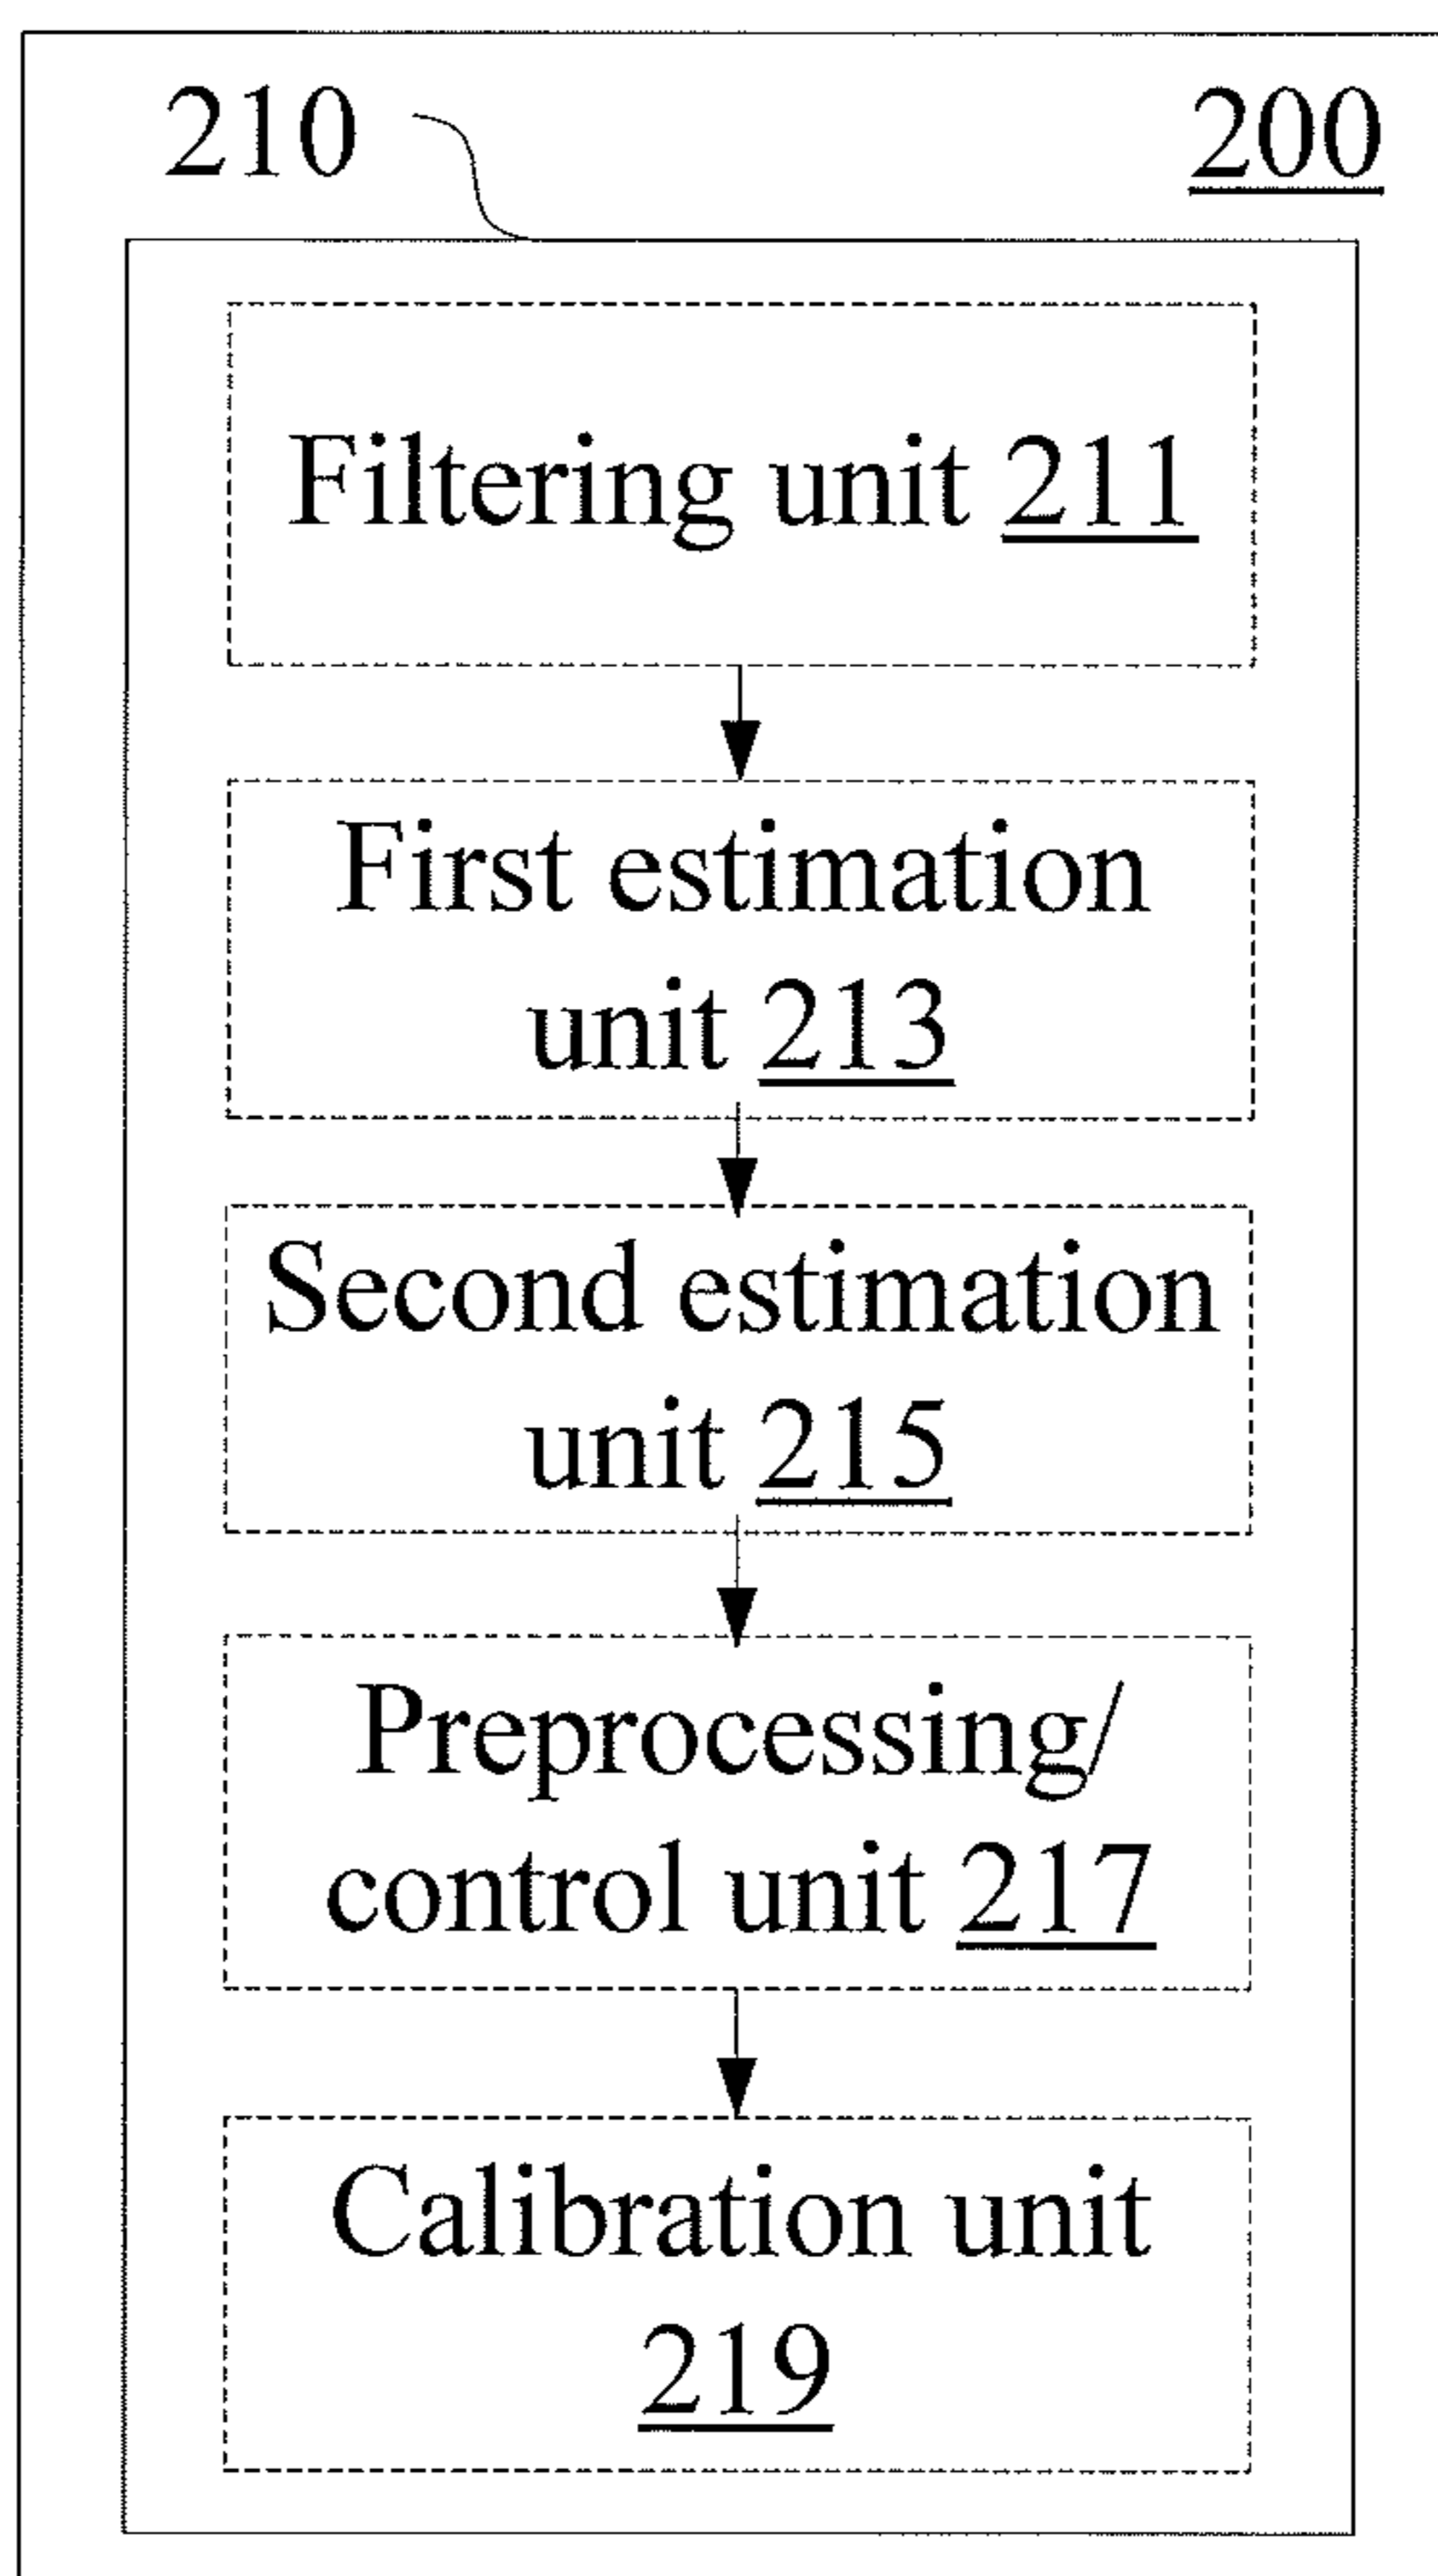 210
200
Filtering unit 211
First estimation
unit 213
Second estimation
unit 215
Preprocessing/
control unit 217
Calibration unit
219